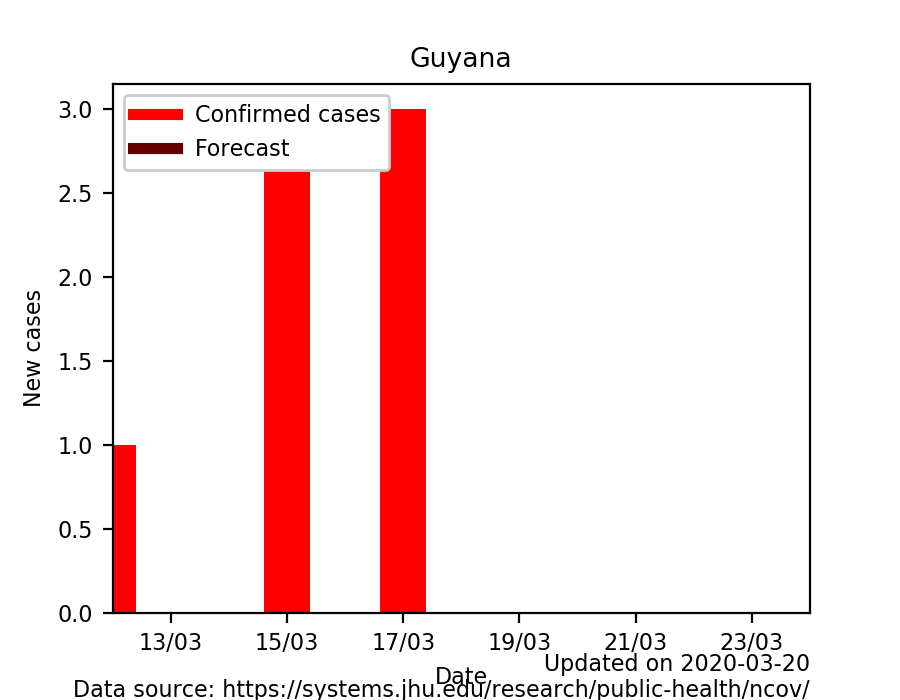 Guyana
Confirmed cases
Forecast
3.0
2.5
2.0
1.5
1.0
0.5
0.0
New cases
13/03 15/03 17/03 19/03 21/03 23/03
Updated on 2020-03-20
Date
Data source: https://systems.jhu.edu/research/public-health/ncov/